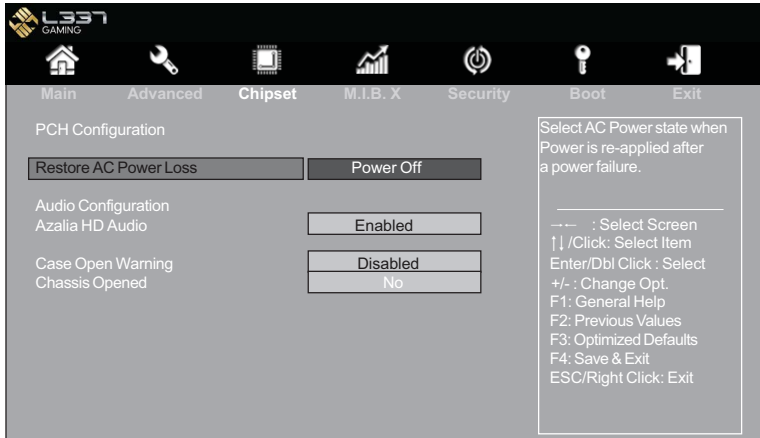 L337
GAMING
Main Advanced Chipset M.I.B. X Security Boot Exit
PCH Configuration
Restore AC Power Loss Power Off
Audio Configuration
Azalia HD Audio Enabled
Case Open Warning Disabled
Chassis Opened No
Select AC Power state when
Power is re-applied after
a power failure.
→← : Select Screen
↑↓/Click: Select Item
Enter/Dbl Click : Select
+/- : Change Opt.
F1: General Help
F2: Previous Values
F3: Optimized Defaults
F4: Save & Exit
ESC/Right Click: Exit